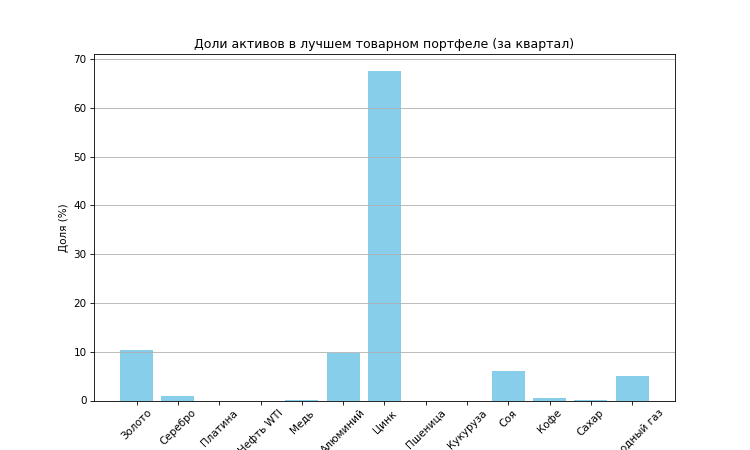 Доли активов в лучшем товарном портфеле (за квартал)
Доля (%)
70
60
50
40
30
20
10
0
Золото
Серебро
Платина
Нефть WTI
Медь
Алюминий
Цинк
Пшеница
Кукуруза
Соя
Кофе
Сахар
газ